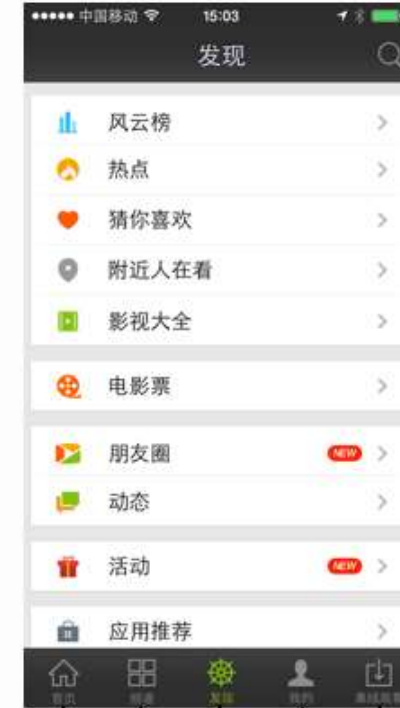 中国移动 15:03
发现
风云榜
热点
猜你喜欢
附近人在看
影视大全
电影票
朋友圈 NEW
动态
活动 NEW
应用推荐
首页 频道 发现 我的